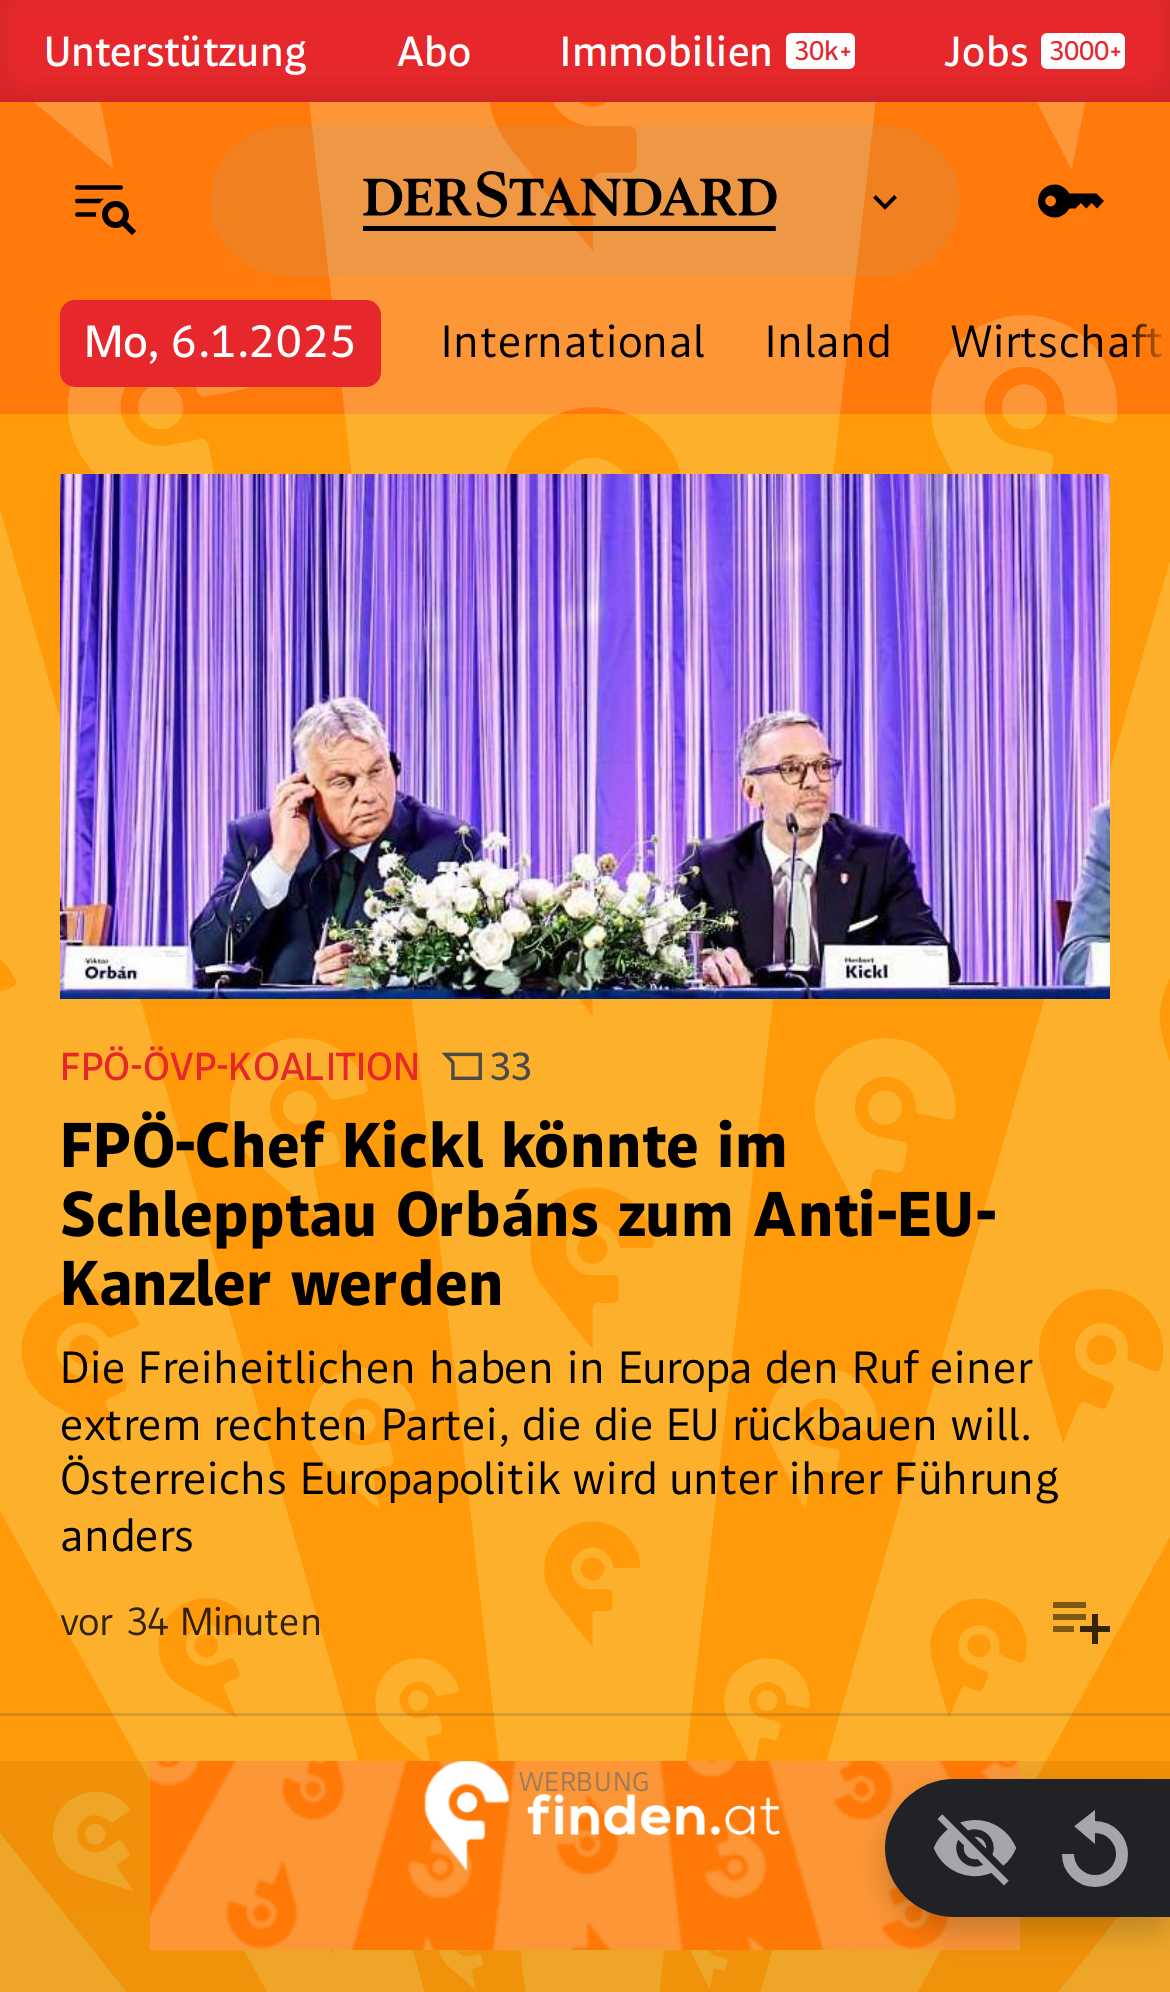 Unterstützung Abo Immobilien 30k+ Jobs 3000+
DERSTANDARD
Mo, 6.1.2025 International Inland Wirtschaft
Viktor
Orbán
Herbert
Kickl
FPÖ-ÖVP-KOALITION 33
FPÖ-Chef Kickl könnte im
Schlepptau Orbáns zum Anti-EU-
Kanzler werden
Die Freiheitlichen haben in Europa den Ruf einer
extrem rechten Partei, die die EU rückbauen will.
Österreichs Europapolitik wird unter ihrer Führung
anders
vor 34 Minuten
WERBUNG
finden.at